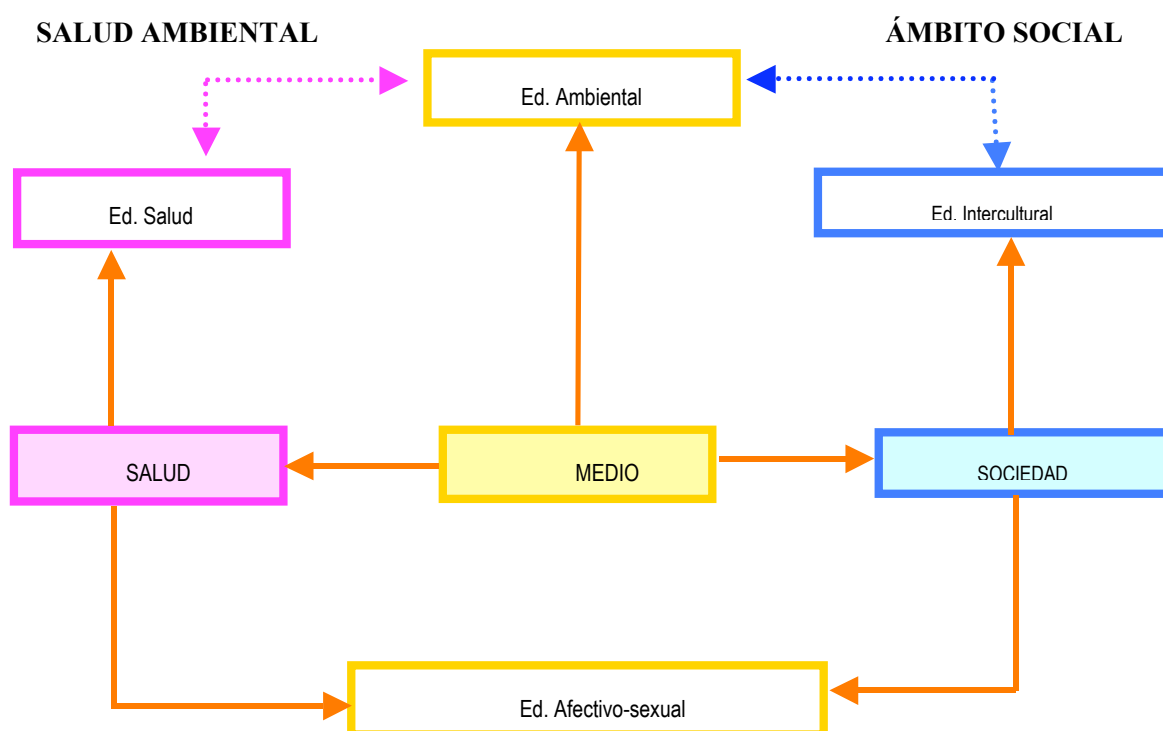 SALUD AMBIENTAL
ÁMBITO SOCIAL
Ed. Ambiental
Ed. Salud
Ed. Intercultural
SALUD
MEDIO
SOCIEDAD
Ed. Afectivo-sexual